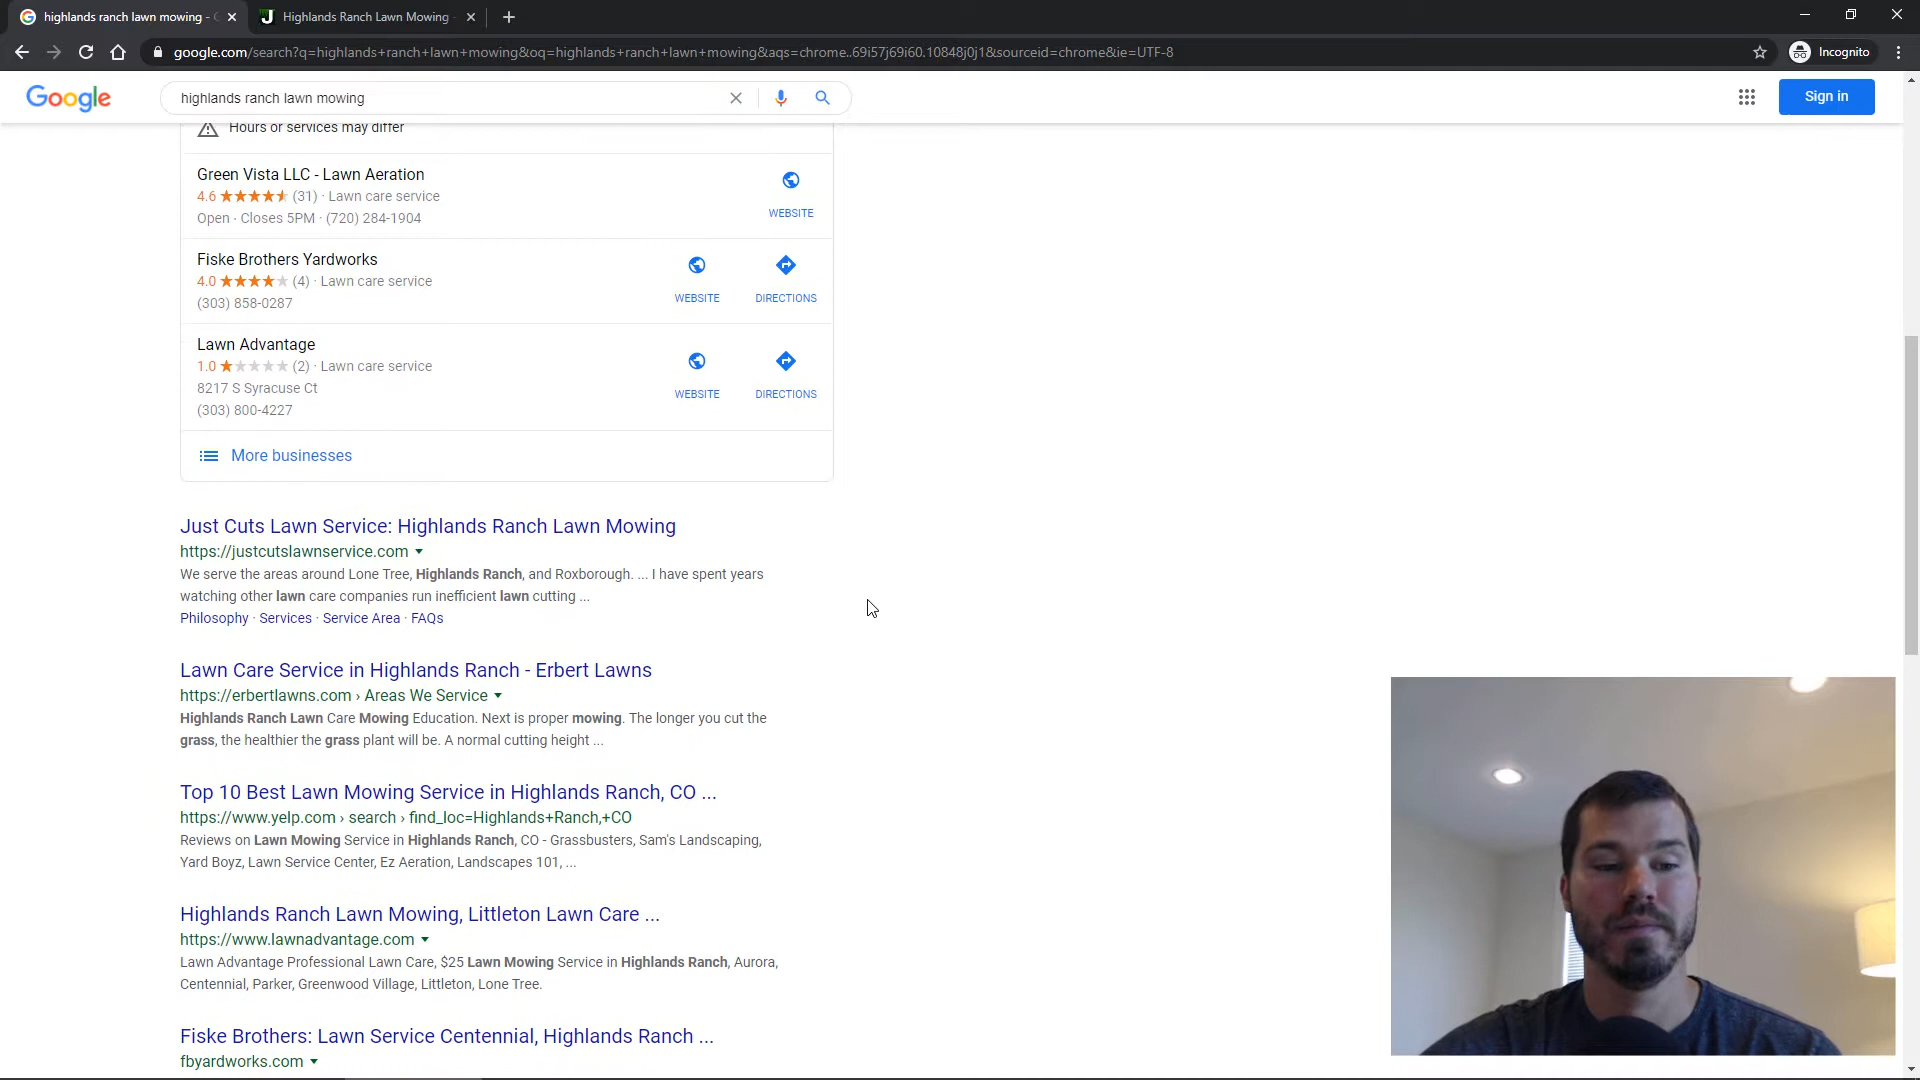 highlands ranch lawn mowing - G
Highlands Ranch Lawn Mowing -
google.com/search?q=highlands+ranch+lawn+mowing&oq=highlands+ranch+lawn+mowing&aqs=chrome..69i57j69i60.10848j0j1&sourceid=chrome&ie=UTF-8
Incognito
Google
highlands ranch lawn mowing
Sign in
Hours or services may differ
Green Vista LLC - Lawn Aeration
4.6 (31) · Lawn care service
Open · Closes 5PM · (720) 284-1904
WEBSITE
Fiske Brothers Yardworks
4.0 (4) · Lawn care service
(303) 858-0287
WEBSITE
DIRECTIONS
Lawn Advantage
1.0 (2) · Lawn care service
8217 S Syracuse Ct
(303) 800-4227
WEBSITE
DIRECTIONS
More businesses
Just Cuts Lawn Service: Highlands Ranch Lawn Mowing
https://justcutslawnservice.com
We serve the areas around Lone Tree, Highlands Ranch, and Roxborough. ... I have spent years
watching other lawn care companies run inefficient lawn cutting ...
Philosophy · Services · Service Area · FAQs
Lawn Care Service in Highlands Ranch - Erbert Lawns
https://erbertlawns.com › Areas We Service
Highlands Ranch Lawn Care Mowing Education. Next is proper mowing. The longer you cut the
grass, the healthier the grass plant will be. A normal cutting height ...
Top 10 Best Lawn Mowing Service in Highlands Ranch, CO ...
https://www.yelp.com › search › find_loc=Highlands+Ranch,+CO
Reviews on Lawn Mowing Service in Highlands Ranch, CO - Grassbusters, Sam's Landscaping,
Yard Boyz, Lawn Service Center, Ez Aeration, Landscapes 101, ...
Highlands Ranch Lawn Mowing, Littleton Lawn Care ...
https://www.lawnadvantage.com
Lawn Advantage Professional Lawn Care, $25 Lawn Mowing Service in Highlands Ranch, Aurora,
Centennial, Parker, Greenwood Village, Littleton, Lone Tree.
Fiske Brothers: Lawn Service Centennial, Highlands Ranch ...
fbyardworks.com